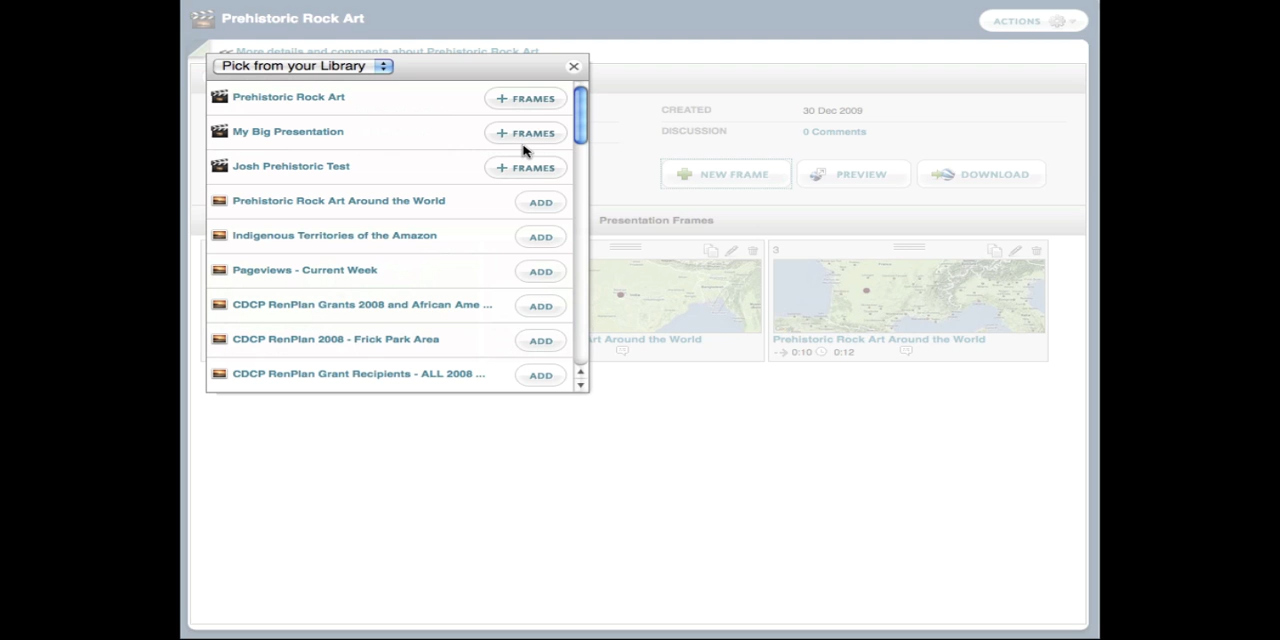 Prehistoric Rock Art
ACTIONS
<< More details and comments about Prehistoric Rock Art
Pick from your Library
Prehistoric Rock Art
+ FRAMES
My Big Presentation
+ FRAMES
Josh Prehistoric Test
+ FRAMES
Prehistoric Rock Art Around the World
ADD
Indigenous Territories of the Amazon
ADD
Pageviews - Current Week
ADD
CDCP RenPlan Grants 2008 and African Ame ...
ADD
CDCP RenPlan 2008 - Frick Park Area
ADD
CDCP RenPlan Grant Recipients - ALL 2008 ...
ADD
CREATED
30 Dec 2009
DISCUSSION
0 Comments
NEW FRAME
PREVIEW
DOWNLOAD
Presentation Frames
rt Around the World
3
Prehistoric Rock Art Around the World
0:10
0:12